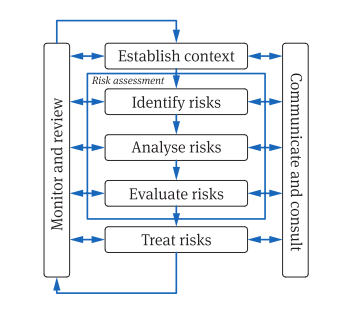 Establish context
Risk assessment
Identify risks
Analyse risks
Evaluate risks
Treat risks
Monitor and review
Communicate and consult